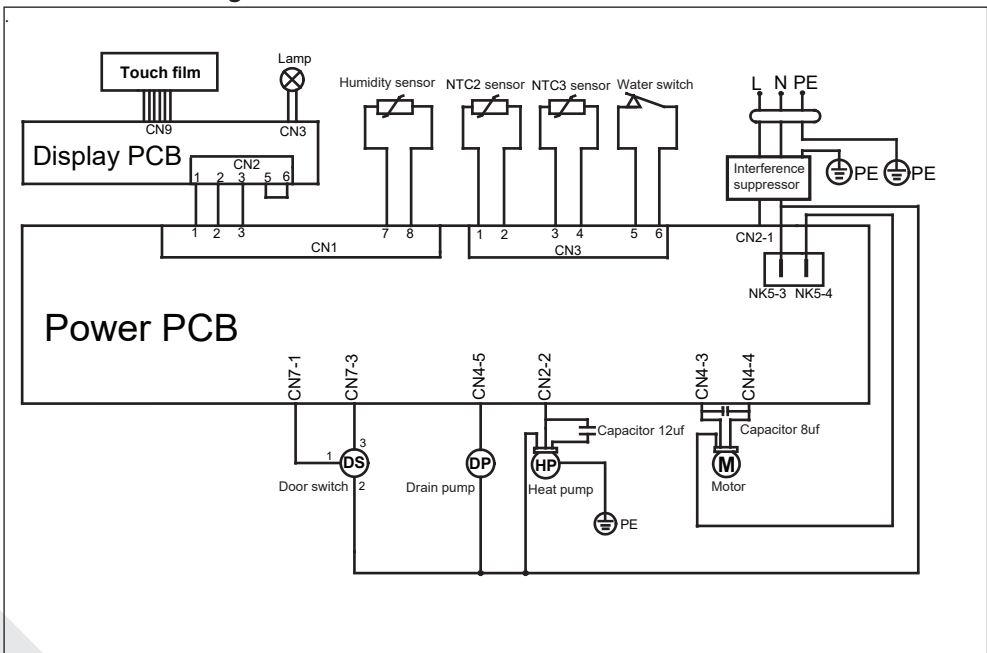 g
Touch film
Lamp
CN9
CN3
Display PCB
CN2
1 2 3 5 6
Humidity sensor
NTC2 sensor
NTC3 sensor
Water switch
L N PE
Interference
suppressor
PE
PE
1 2 3
7 8
CN1
1 2 3 4 5 6
CN3
CN2-1
NK5-3 NK5-4
Power PCB
CN7-1
CN7-3
CN4-5
CN2-2
CN4-3
CN4-4
Capacitor 12uf
Capacitor 8uf
1
3
DS
2
Door switch
DP
Drain pump
HP
Heat pump
PE
M
Motor